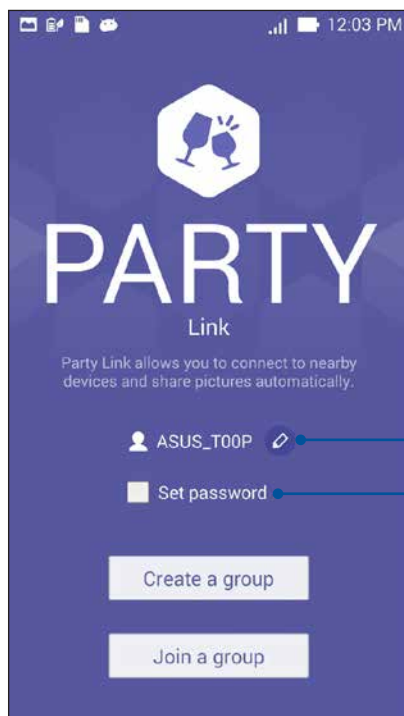 12:03 PM
PARTY
Link
Party Link allows you to connect to nearby
devices and share pictures automatically.
ASUS_T00P
Set password
Create a group
Join a group